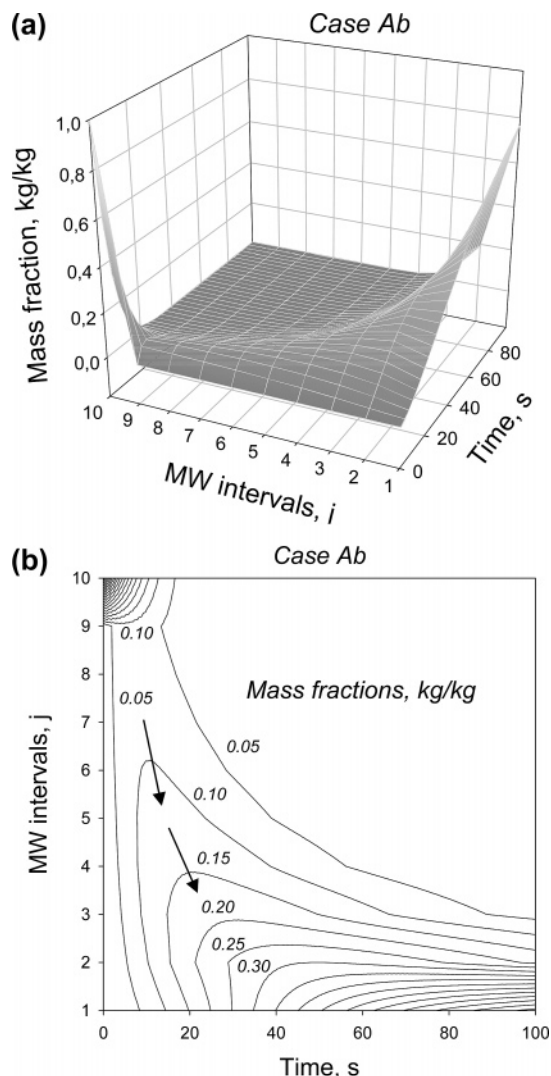 (a)
Case Ab
Mass fraction, kg/kg
1,0
0,8
0,6
0,4
0,2
0,0
10 9 8 7 6 5 4 3 2 1
MW intervals, i
0 20 40 60 80
Time, s
(b)
Case Ab
MW intervals, j
10
9
8
7
6
5
4
3
2
1
0.10
0.05
Mass fractions, kg/kg
0.05
0.10
0.15
0.20
0.25
0.30
0 20 40 60 80 100
Time, s